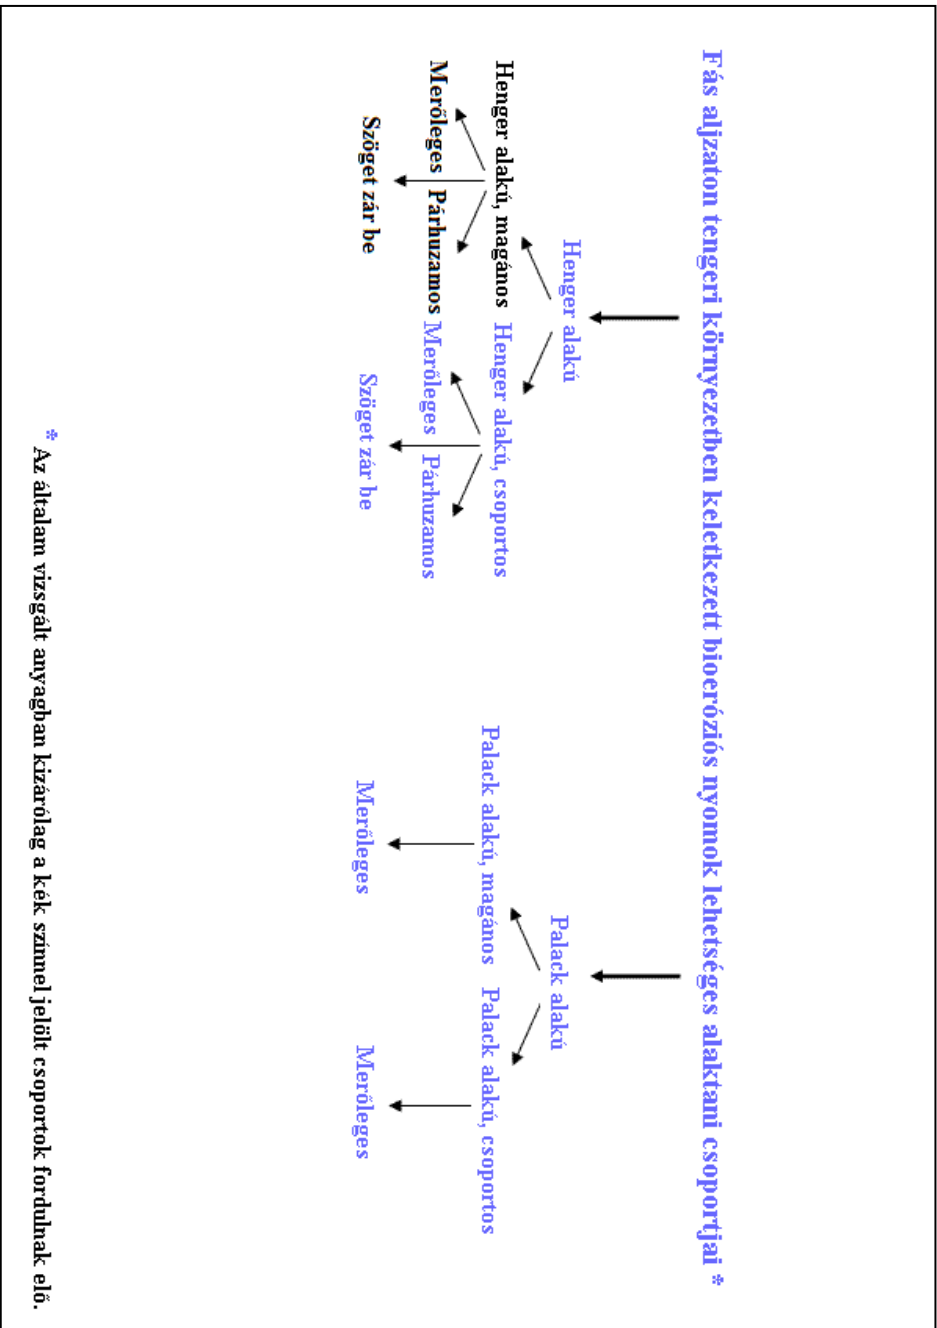 Fás aljzaton tengeri környezetben keletkezett bioeróziós nyomok lehetséges alaktani csoportjai *
Henger alakú
Palack alakú
Henger alakú, magános
Henger alakú, csoportos
Palack alakú, magános
Palack alakú, csoportos
Merőleges
Párhuzamos
Merőleges
Párhuzamos
Szöget zár be
Szöget zár be
Merőleges
Merőleges
* Az általam vizsgált anyagban kizárólag a kék színnel jelölt csoportok fordulnak elő.